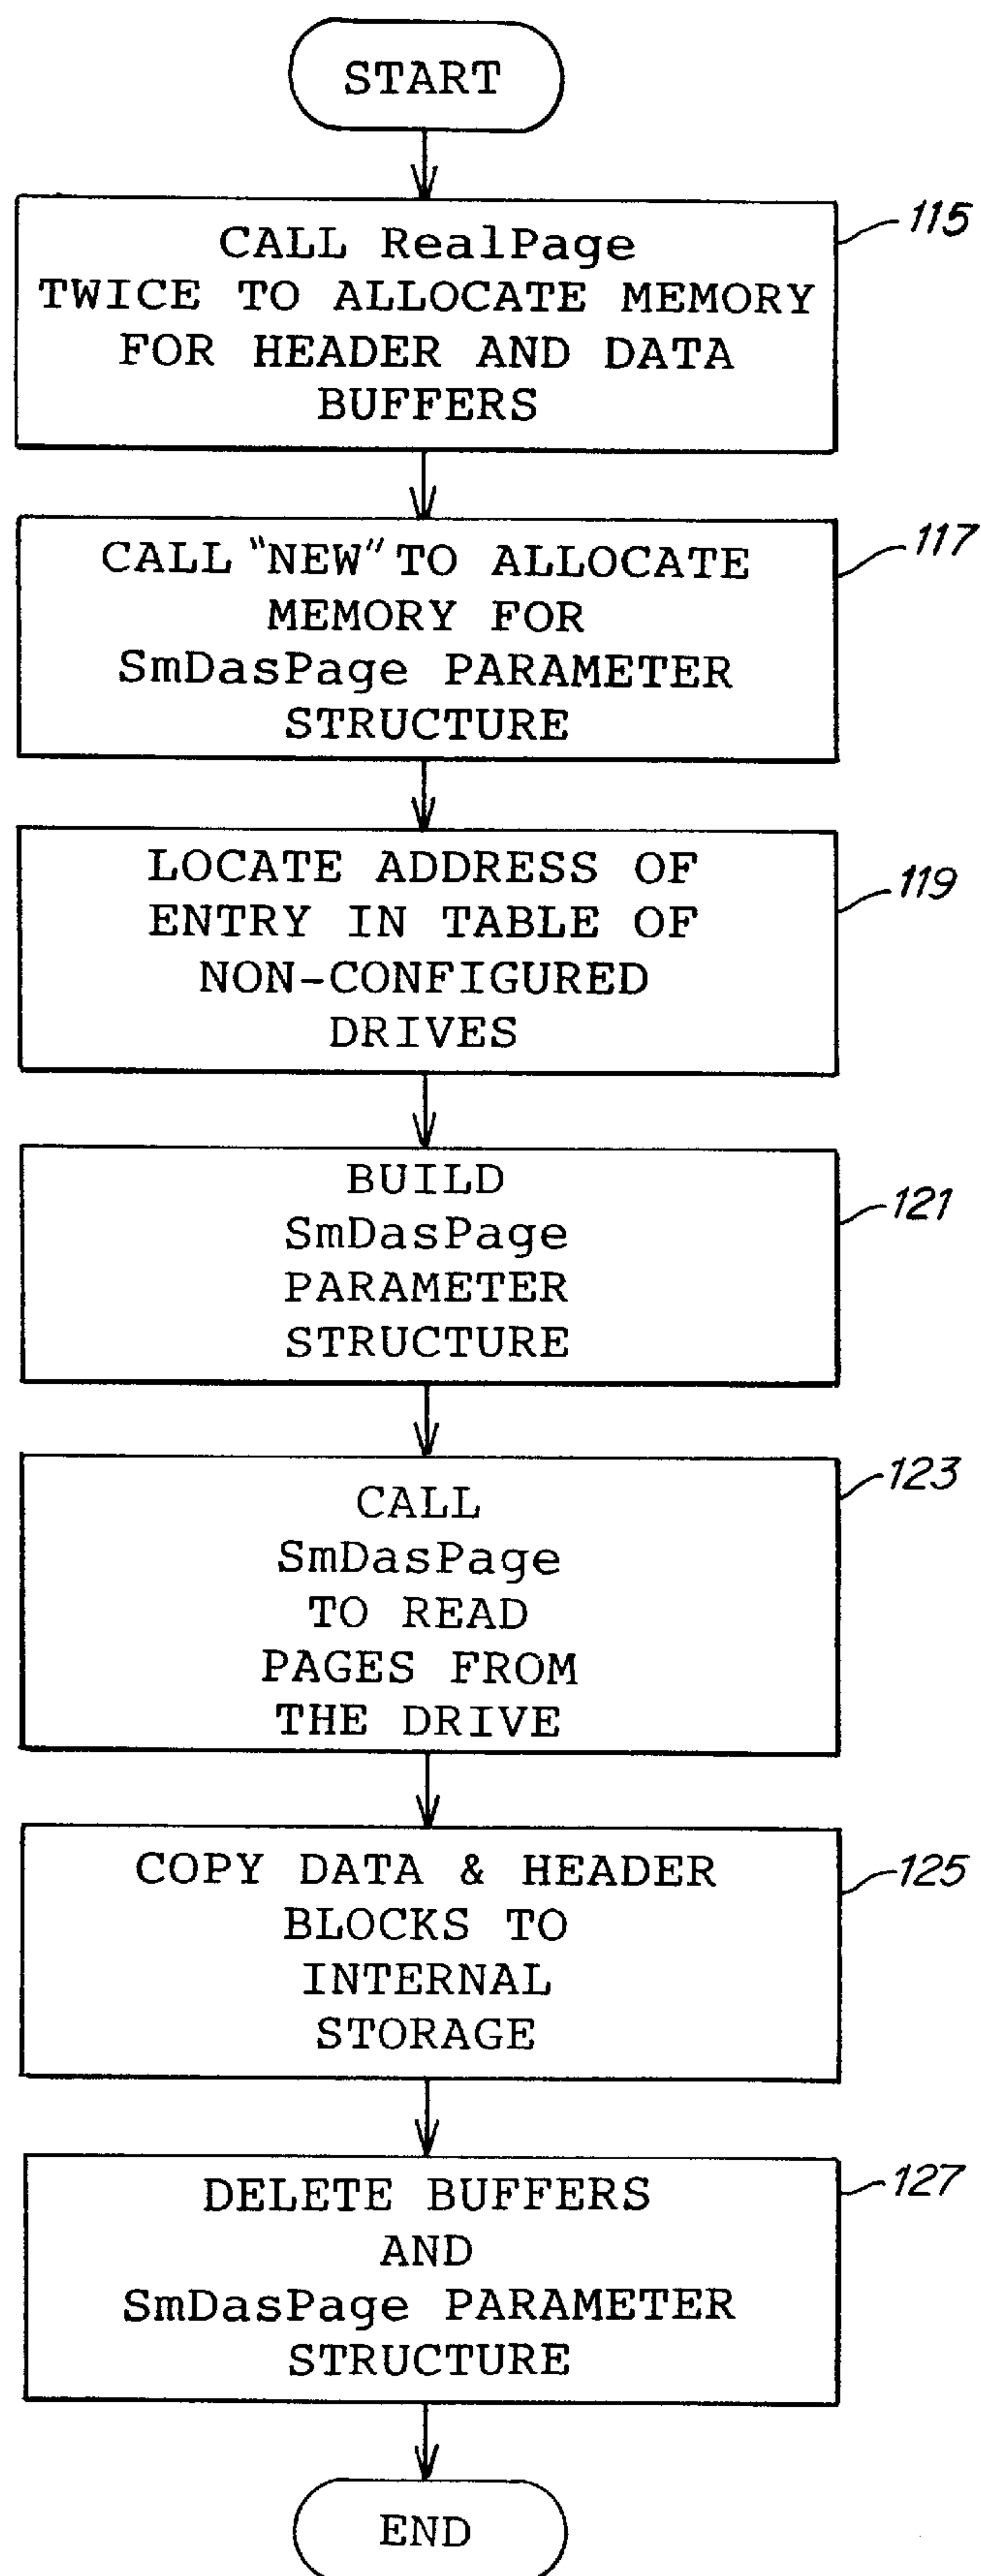 START
115
CALL RealPage
TWICE TO ALLOCATE MEMORY
FOR HEADER AND DATA
BUFFERS
117
CALL "NEW" TO ALLOCATE
MEMORY FOR
SmDasPage PARAMETER
STRUCTURE
119
LOCATE ADDRESS OF
ENTRY IN TABLE OF
NON-CONFIGURED
DRIVES
121
BUILD
SmDasPage
PARAMETER
STRUCTURE
123
CALL
SmDasPage
TO READ
PAGES FROM
THE DRIVE
125
COPY DATA & HEADER
BLOCKS TO
INTERNAL
STORAGE
127
DELETE BUFFERS
AND
SmDasPage PARAMETER
STRUCTURE
END